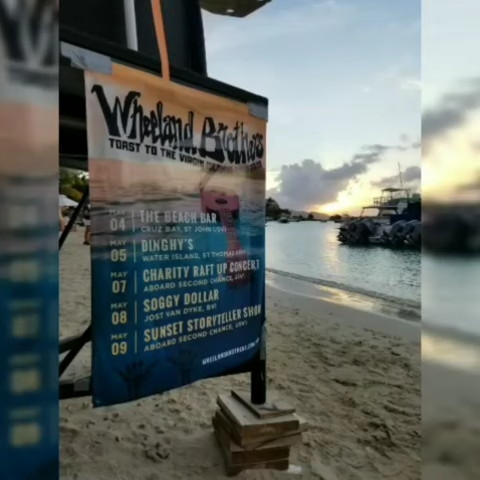 Wheeland Brothers
TOAST TO THE VIRGIN
MAY 04 | THE BEACH BAR
CRUZ BAY, ST JOHN (USVI)
MAY 05 | DINGHY'S
WATER ISLAND, ST THOMAS
MAY 07 | CHARITY RAFT UP CONCERT
ABOARD SECOND CHANCE, (USVI)
MAY 08 | SOGGY DOLLAR
JOST VAN DYKE, BVI
MAY 09 | SUNSET STORYTELLER SHOW
ABOARD SECOND CHANCE, (USVI)